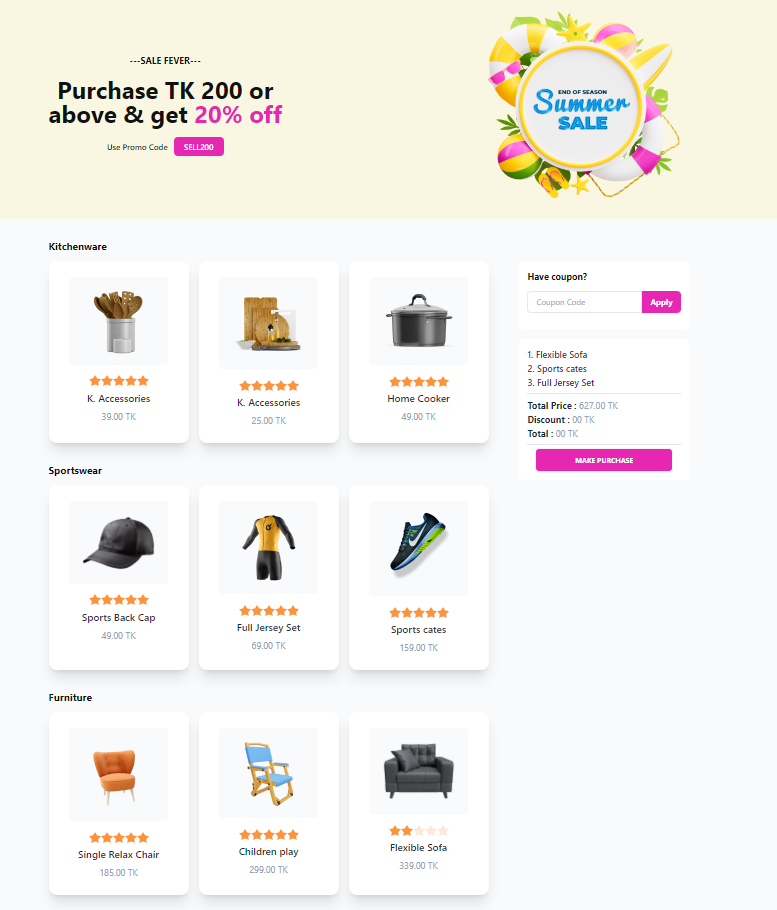 ---SALE FEVER---
Purchase TK 200 or
above & get 20% off
Use Promo Code SELL200
END OF SEASON
Summer
SALE
Kitchenware
K. Accessories
39.00 TK
K. Accessories
25.00 TK
Home Cooker
49.00 TK
Sportswear
Sports Back Cap
49.00 TK
Full Jersey Set
69.00 TK
Sports cates
159.00 TK
Furniture
Single Relax Chair
185.00 TK
Children play
299.00 TK
Flexible Sofa
339.00 TK
Have coupon?
Coupon Code Apply
1. Flexible Sofa
2. Sports cates
3. Full Jersey Set
Total Price : 627.00 TK
Discount : 00 TK
Total : 00 TK
MAKE PURCHASE